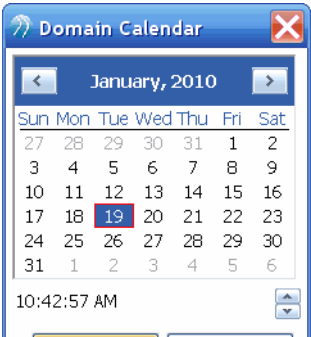 Domain Calendar
January, 2010
Sun Mon Tue Wed Thu Fri Sat
27 28 29 30 31 1 2
3 4 5 6 7 8 9
10 11 12 13 14 15 16
17 18 19 20 21 22 23
24 25 26 27 28 29 30
31 1 2 3 4 5 6
10:42:57 AM